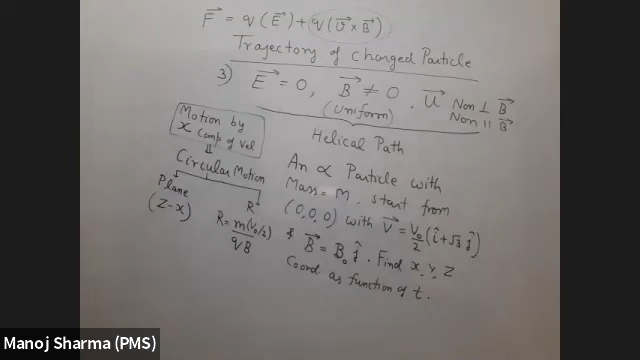 F = q(E) + q(U × B)
Trajectory of Charged Particle
3) E = 0, B ≠ 0, U Non ⊥ B
Non || B
(Uniform)
Helical Path
Motion by
x Comp of Vel
⇓
Circular Motion
Plane
(Z-x)
R
R = m(V₀/2)
qB
An α Particle with
Mass = m. Start from
(0,0,0) with V = V₀/2 (î + √3 ĵ)
& B = B₀ ĵ. Find x, y, z
Coord as function of t.
Manoj Sharma (PMS)